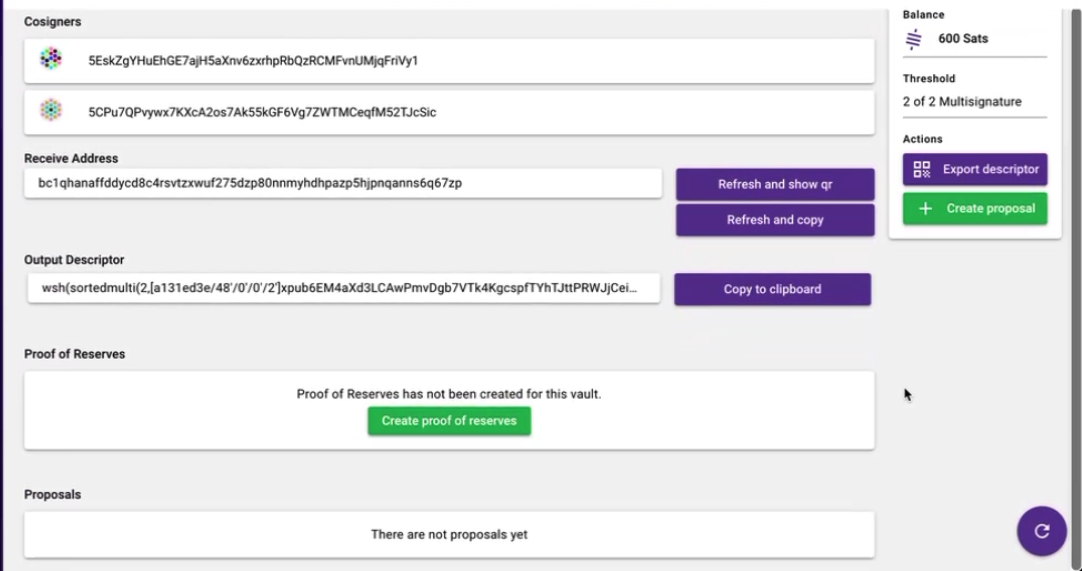 Cosigners
5EskZgYHuEhGE7ajH5aXnv6zxrhpRbQzRCMFvnUMjqFriVy1
5CPu7QPvywx7KXcA2os7Ak55kGF6Vg7ZWTMCeqfM52TJcSic
Receive Address
bc1qhanaffddycd8c4rsvtzxwuf275dzp80nnmyhdhpazp5hjpnqanns6q67zp
Refresh and show qr
Refresh and copy
Output Descriptor
wsh(sortedmulti(2,[a131ed3e/48'/0'/0'/2']xpub6EM4aXd3LCAwPmvDgb7VTk4KgcspfTYhTJttPRWJjCei...
Copy to clipboard
Proof of Reserves
Proof of Reserves has not been created for this vault.
Create proof of reserves
Proposals
There are not proposals yet
Balance
600 Sats
Threshold
2 of 2 Multisignature
Actions
Export descriptor
Create proposal